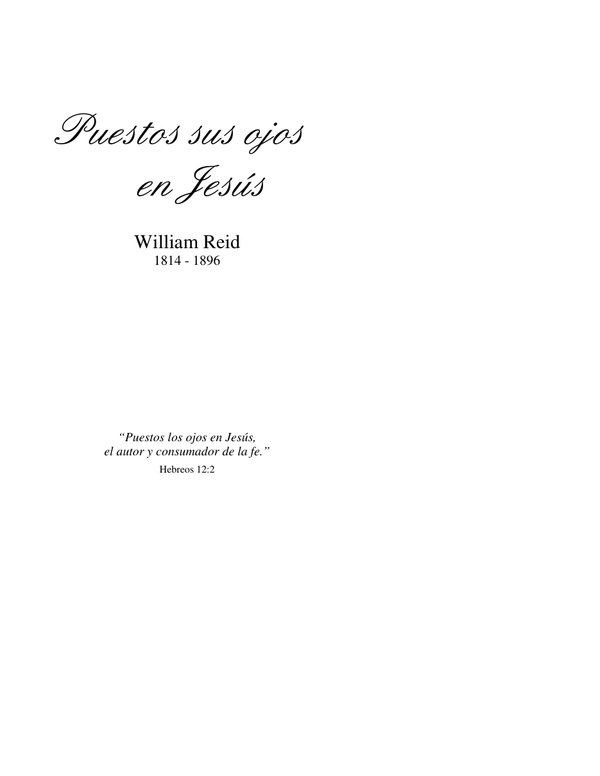 Puestos sus ojos
en Jesús
William Reid
1814 - 1896
“Puestos los ojos en Jesús,
el autor y consumador de la fe.”
Hebreos 12:2